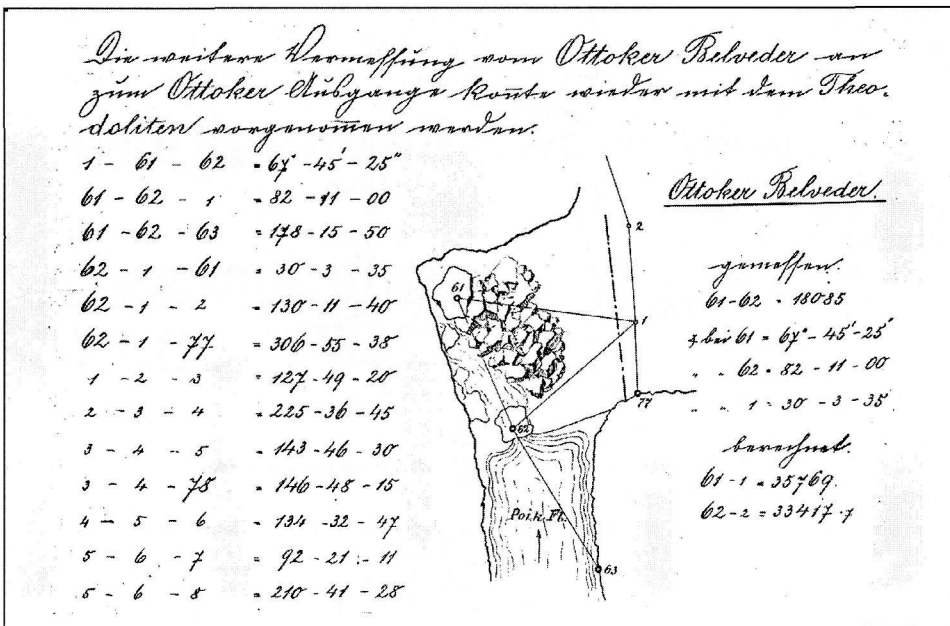 Die weitere Vermessung vom Ottoker Belveder an
zum Ottoker Ausgange konnte wieder mit dem Theo-
doliten vorgenommen werden.
1 - 61 - 62 = 67° - 45' - 25"
61 - 62 - 1 = 82 - 11 - 00
61 - 62 - 63 = 178 - 15 - 50
62 - 1 - 61 = 30 - 3 - 35
62 - 1 - 2 = 130 - 11 - 40
62 - 1 - 77 = 306 - 55 - 38
1 - 2 - 3 = 127 - 49 - 20
2 - 3 - 4 = 225 - 36 - 45
3 - 4 - 5 = 143 - 46 - 30
3 - 4 - 78 = 146 - 48 - 15
4 - 5 - 6 = 134 - 32 - 47
5 - 6 - 7 = 92 - 21 - 11
5 - 6 - 8 = 210 - 41 - 28
2
61
1
77
62
Poik Fl.
63
Ottoker Belveder.
gemessen.
61-62 = 18085
∡ bei 61 = 67° - 45' - 25"
" " 62 = 82 - 11 - 00
" " 1 = 30 - 3 - 35
berechnet.
61-1 = 35769.
62-2 = 33417.7